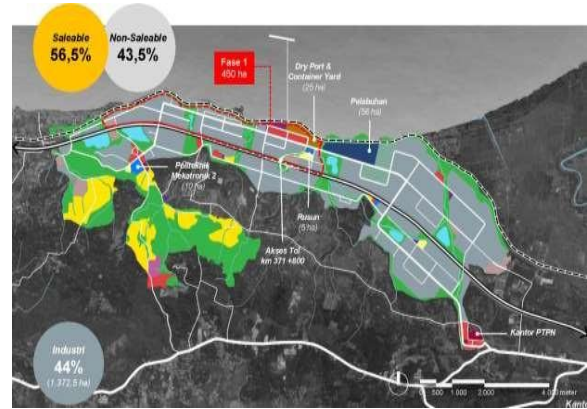 Saleable
56,5%
Non-Saleable
43,5%
Fase 1
450 ha
Dry Port &
Container Yard
(25 ha)
Pelabuhan
(56 ha)
Politeknik
Mekatronik 2
(10 ha)
Rusun
(5 ha)
Akses Tol
km 371 +800
Kantor PTPN
Industri
44%
(1.372,5 ha)
0 500 1.000 2.000 4.000 meter
Kantor